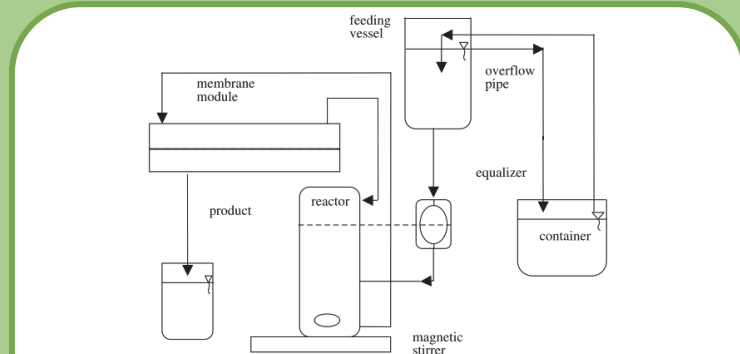 feeding
vessel
membrane
module
overflow
pipe
equalizer
reactor
product
container
magnetic
stirrer